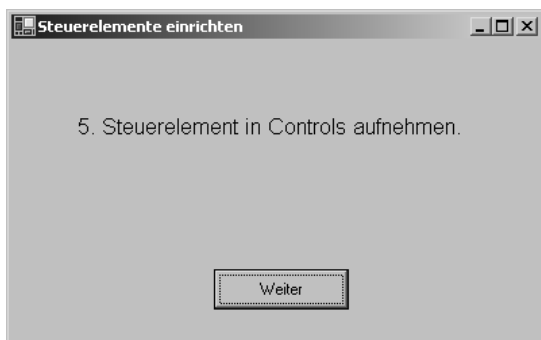 Steuerelemente einrichten
5. Steuerelement in Controls aufnehmen.
Weiter